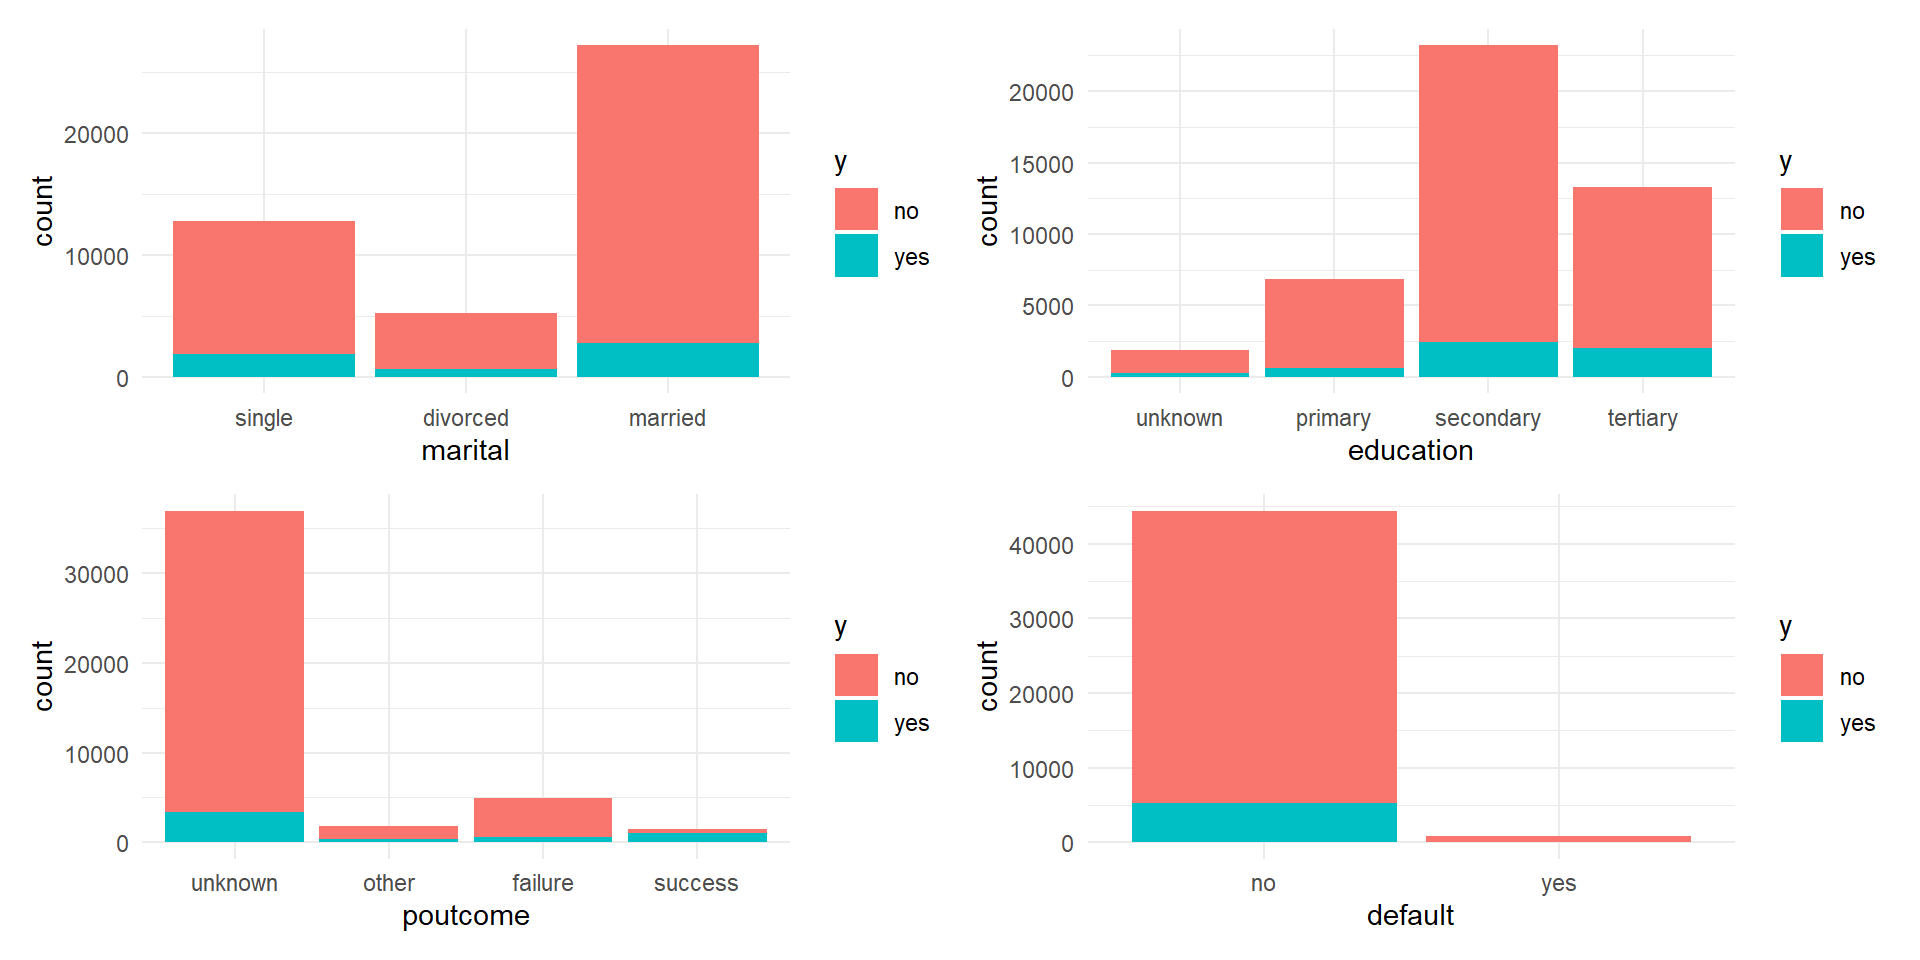 count
20000
10000
0
single divorced married
marital
y
no
yes
count
20000
15000
10000
5000
0
unknown primary secondary tertiary
education
y
no
yes
count
30000
20000
10000
0
unknown other failure success
poutcome
y
no
yes
count
40000
30000
20000
10000
0
no yes
default
y
no
yes